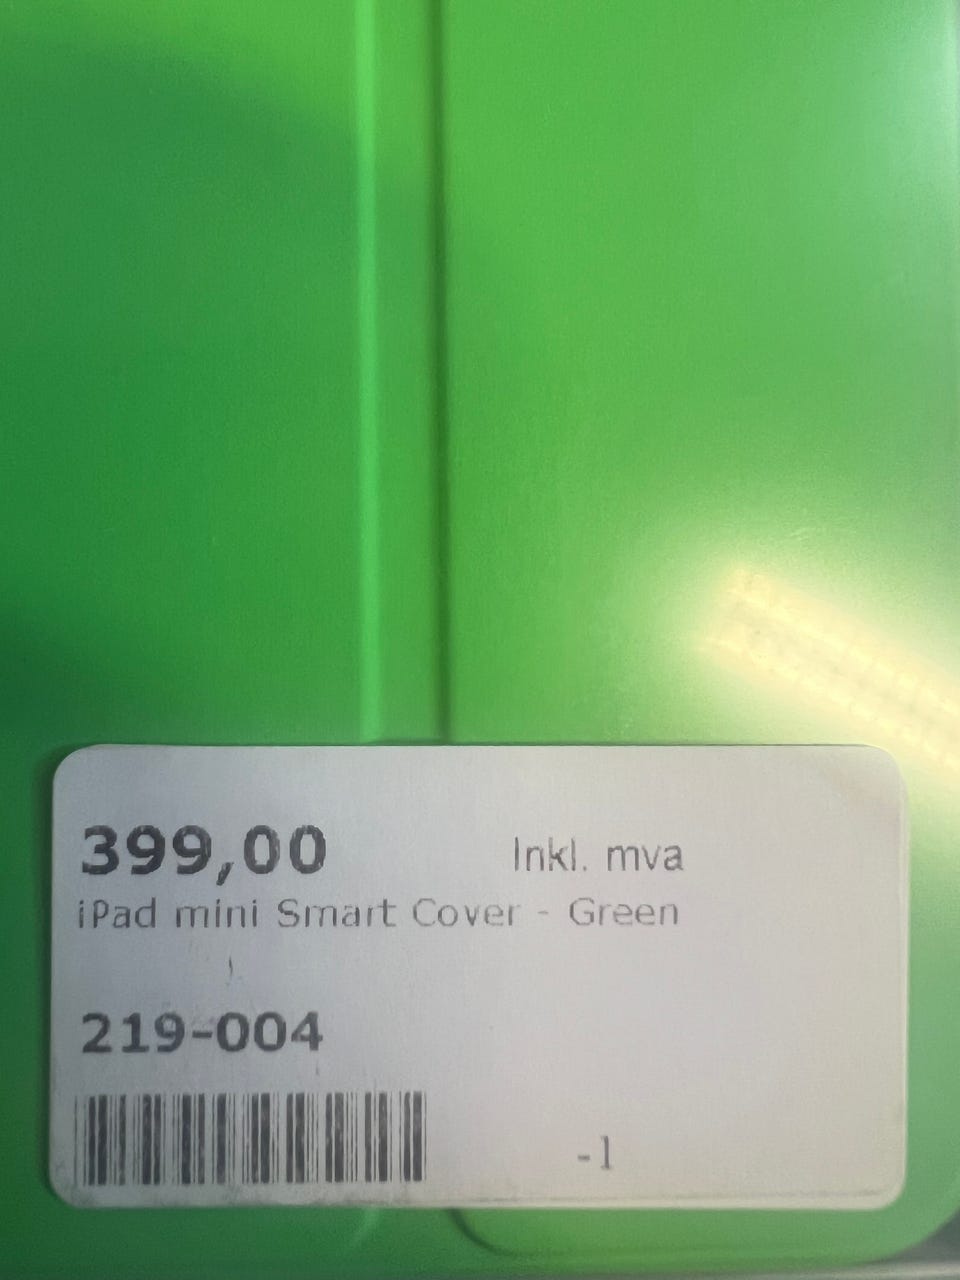 399,00 Inkl. mva
iPad mini Smart Cover - Green
219-004
-1